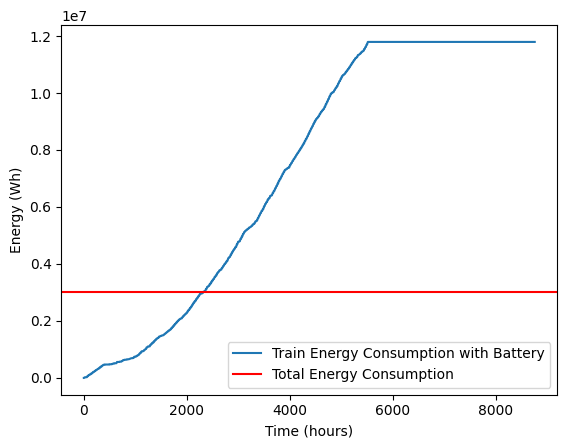 1e7
1.2
1.0
0.8
0.6
0.4
0.2
0.0
Energy (Wh)
Train Energy Consumption with Battery
Total Energy Consumption
0 2000 4000 6000 8000
Time (hours)